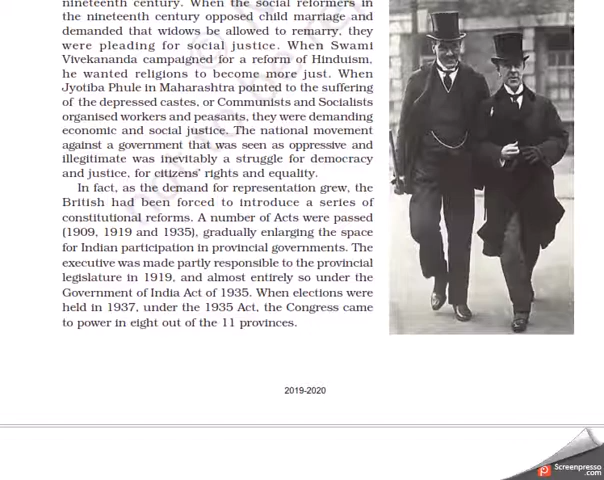 nineteenth century. When the social reformers in
the nineteenth century opposed child marriage and
demanded that widows be allowed to remarry, they
were pleading for social justice. When Swami
Vivekananda campaigned for a reform of Hinduism,
he wanted religions to become more just. When
Jyotiba Phule in Maharashtra pointed to the suffering
of the depressed castes, or Communists and Socialists
organised workers and peasants, they were demanding
economic and social justice. The national movement
against a government that was seen as oppressive and
illegitimate was inevitably a struggle for democracy
and justice, for citizens' rights and equality.
In fact, as the demand for representation grew, the
British had been forced to introduce a series of
constitutional reforms. A number of Acts were passed
(1909, 1919 and 1935), gradually enlarging the space
for Indian participation in provincial governments. The
executive was made partly responsible to the provincial
legislature in 1919, and almost entirely so under the
Government of India Act of 1935. When elections were
held in 1937, under the 1935 Act, the Congress came
to power in eight out of the 11 provinces.
2019-2020
Screenpresso
.com